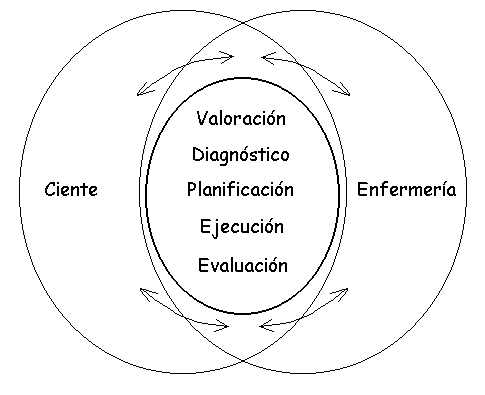 Valoración
Diagnóstico
Ciente
Planificación
Enfermería
Ejecución
Evaluación